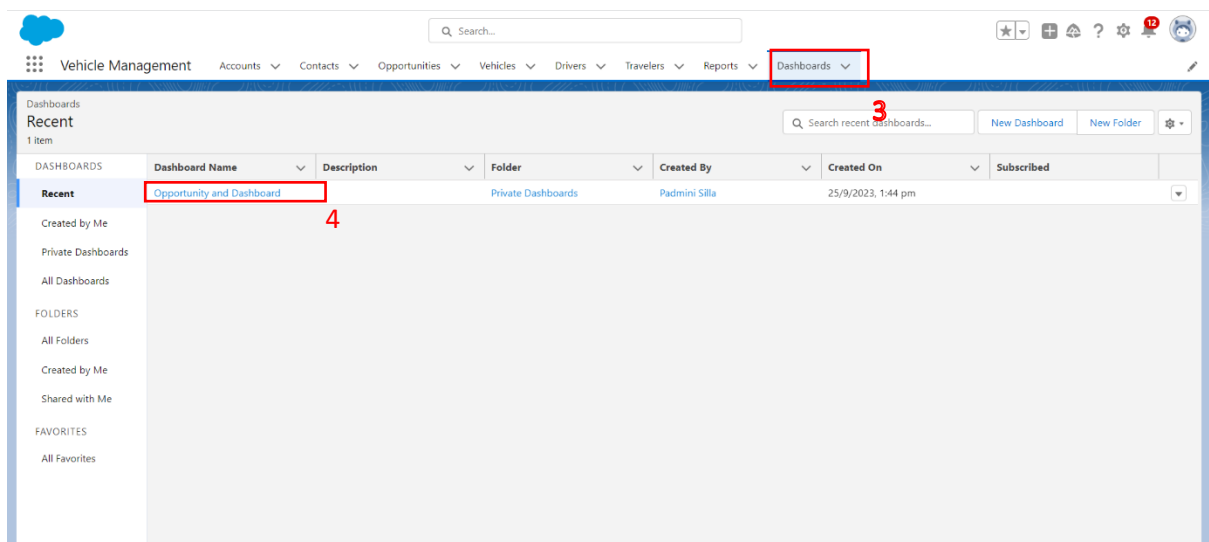 Search...
12
Vehicle Management Accounts Contacts Opportunities Vehicles Drivers Travelers Reports Dashboards
3
Dashboards
Recent
1 item
Search recent dashboards...
New Dashboard New Folder
DASHBOARDS Dashboard Name Description Folder Created By Created On Subscribed
Recent Opportunity and Dashboard Private Dashboards Padmini Silla 25/9/2023, 1:44 pm
4
Created by Me
Private Dashboards
All Dashboards
FOLDERS
All Folders
Created by Me
Shared with Me
FAVORITES
All Favorites